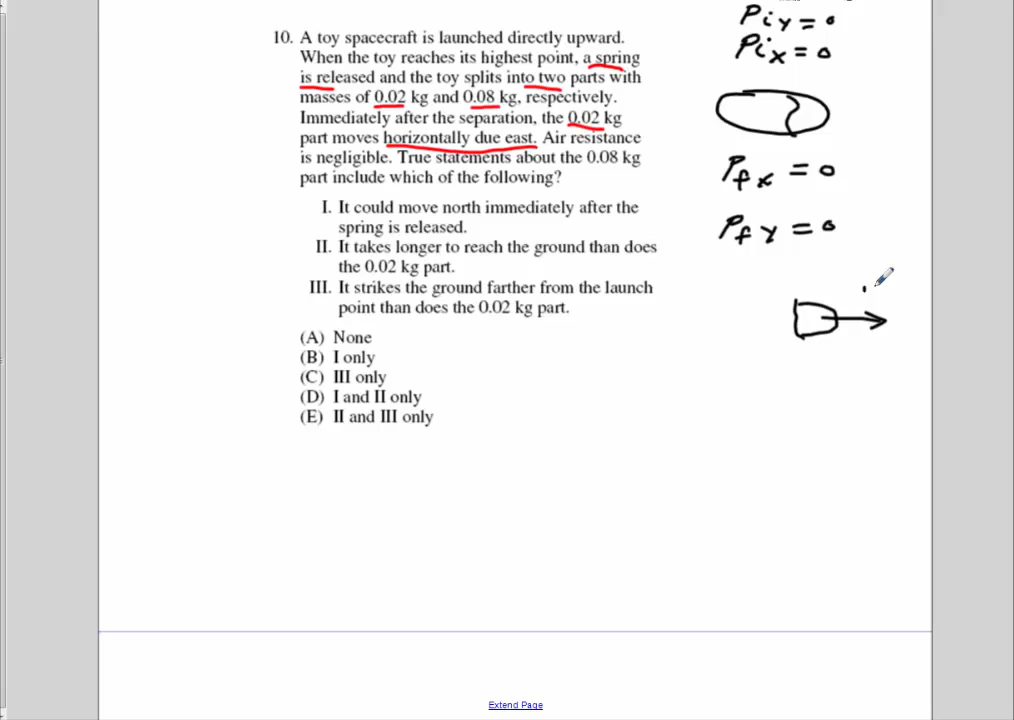 Piy = 0
Pix = 0
10. A toy spacecraft is launched directly upward.
When the toy reaches its highest point, a spring
is released and the toy splits into two parts with
masses of 0.02 kg and 0.08 kg, respectively.
Immediately after the separation, the 0.02 kg
part moves horizontally due east. Air resistance
is negligible. True statements about the 0.08 kg
part include which of the following?
Pfx = 0
Pfy = 0
I. It could move north immediately after the
spring is released.
II. It takes longer to reach the ground than does
the 0.02 kg part.
III. It strikes the ground farther from the launch
point than does the 0.02 kg part.
(A) None
(B) I only
(C) III only
(D) I and II only
(E) II and III only
Extend Page